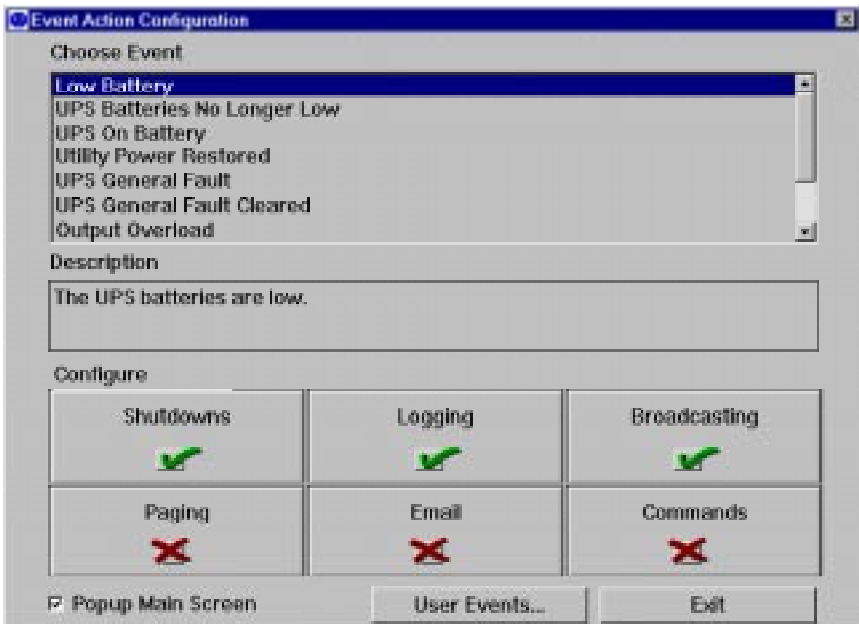 Event Action Configuration
Choose Event
Low Battery
UPS Batteries No Longer Low
UPS On Battery
Utility Power Restored
UPS General Fault
UPS General Fault Cleared
Output Overload
Description
The UPS batteries are low.
Configure
Shutdowns
Logging
Broadcasting
Paging
Email
Commands
Popup Main Screen
User Events...
Exit